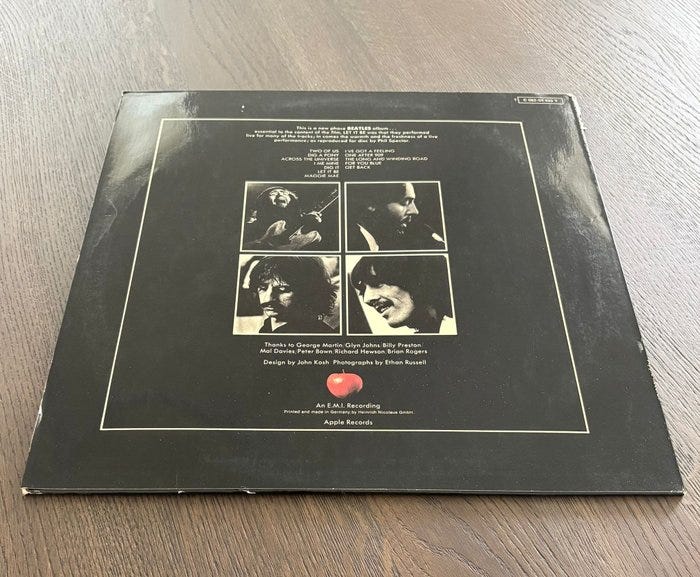 This is a new phase BEATLES album . . .
essential to the content of the film, LET IT BE was that they performed
live for many of the tracks; in comes the warmth and the freshness of a live
performance; as reproduced for disc by Phil Spector.
TWO OF US I'VE GOT A FEELING
DIG A PONY ONE AFTER 909
ACROSS THE UNIVERSE THE LONG AND WINDING ROAD
I ME MINE FOR YOU BLUE
DIG IT GET BACK
LET IT BE
MAGGIE MAE
Thanks to George Martin, Glyn Johns, Billy Preston
Mal Davies, Peter Bown, Richard Hewson, Brian Rogers
Design by John Kosh Photographs by Ethan Russell
An E.M.I. Recording
Printed and made in Germany by Heinrich Nicolaus GmbH.
Apple Records